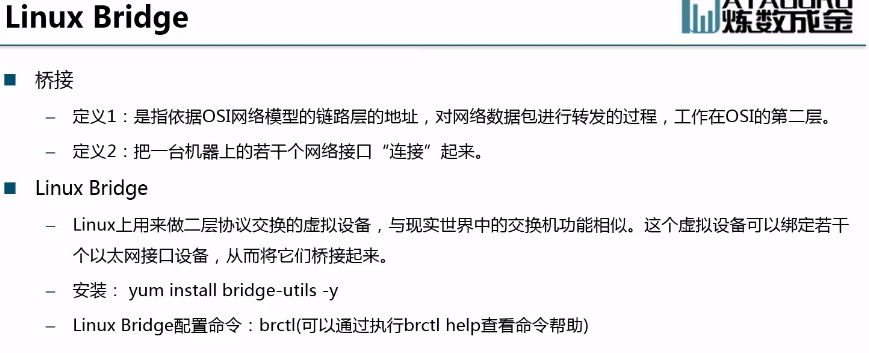 Linux Bridge
炼数成金
桥接
– 定义1：是指依据OSI网络模型的链路层的地址，对网络数据包进行转发的过程，工作在OSI的第二层。
– 定义2：把一台机器上的若干个网络接口“连接”起来。
Linux Bridge
– Linux上用来做二层协议交换的虚拟设备，与现实世界中的交换机功能相似。这个虚拟设备可以绑定若干
个以太网接口设备，从而将它们桥接起来。
– 安装： yum install bridge-utils -y
– Linux Bridge配置命令：brctl(可以通过执行brctl help查看命令帮助)